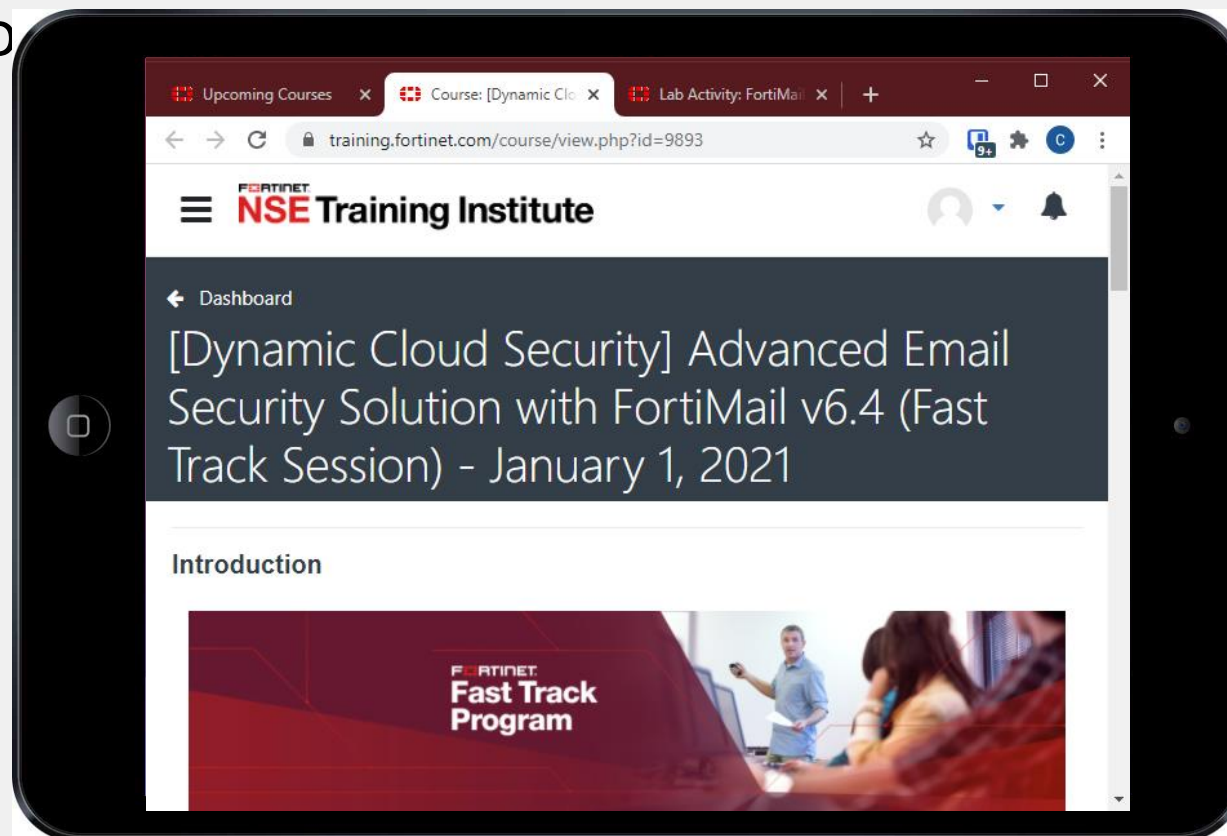 Upcoming Courses
Course: [Dynamic Clo
Lab Activity: FortiMail
training.fortinet.com/course/view.php?id=9893
9+
C
FORTINET
NSE Training Institute
Dashboard
[Dynamic Cloud Security] Advanced Email
Security Solution with FortiMail v6.4 (Fast
Track Session) - January 1, 2021
Introduction
FORTINET
Fast Track
Program